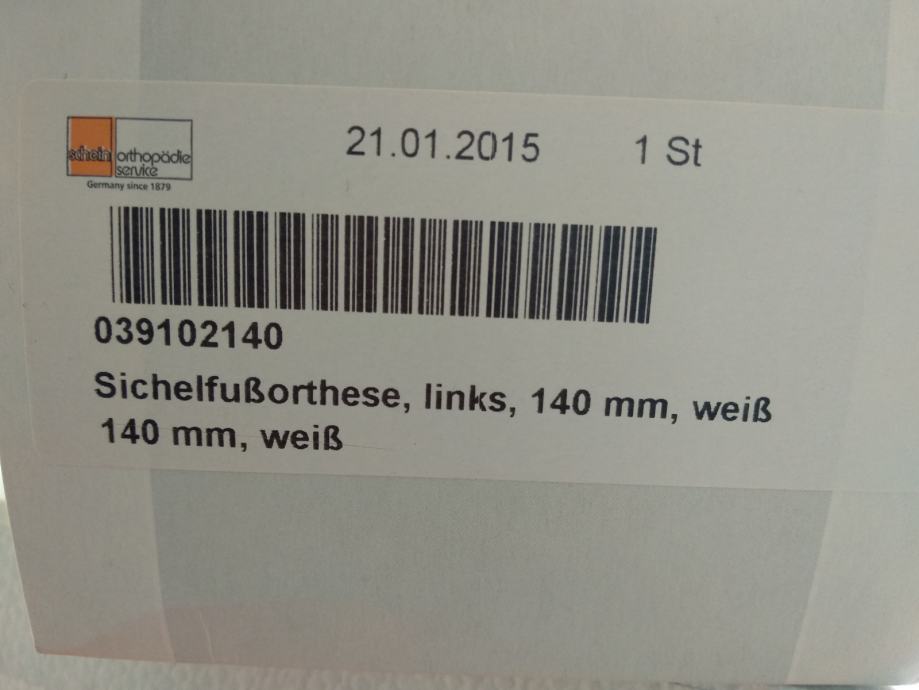 schein orthopädie
service
Germany since 1879
21.01.2015 1 St
039102140
Sichelfußorthese, links, 140 mm, weiß
140 mm, weiß